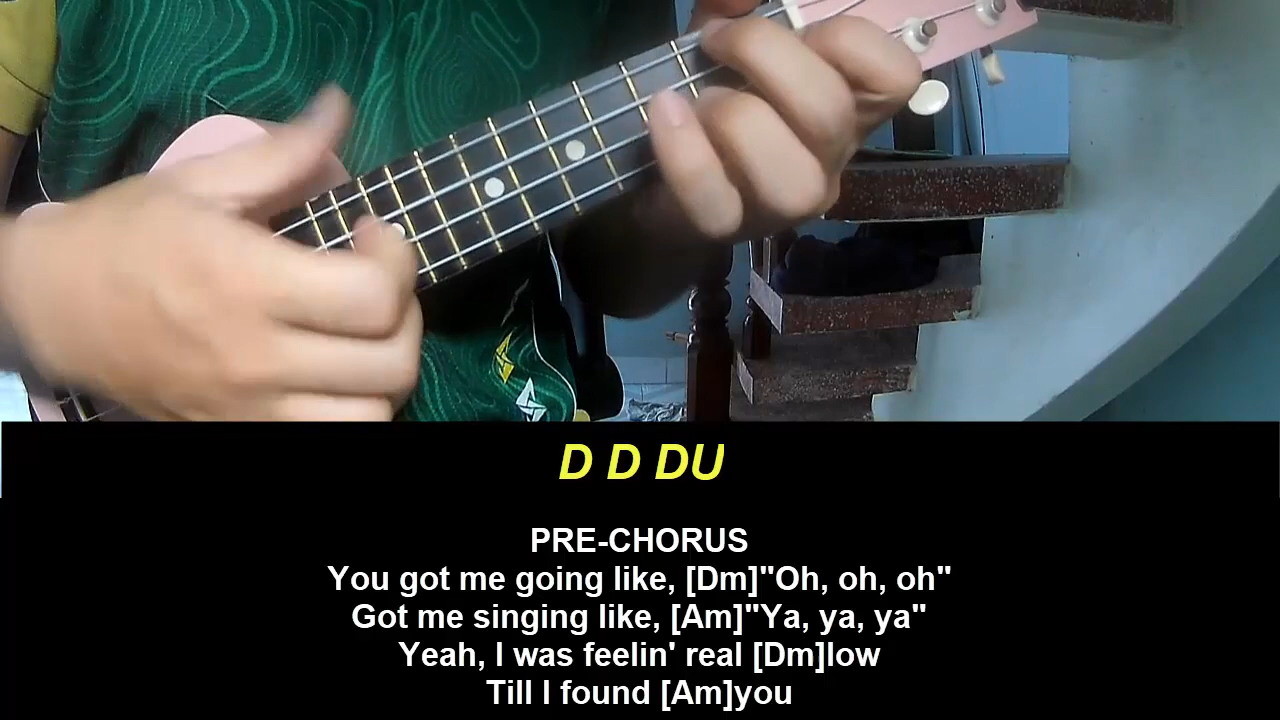 D D DU
PRE-CHORUS
You got me going like, [Dm]"Oh, oh, oh"
Got me singing like, [Am]"Ya, ya, ya"
Yeah, I was feelin' real [Dm]low
Till I found [Am]you